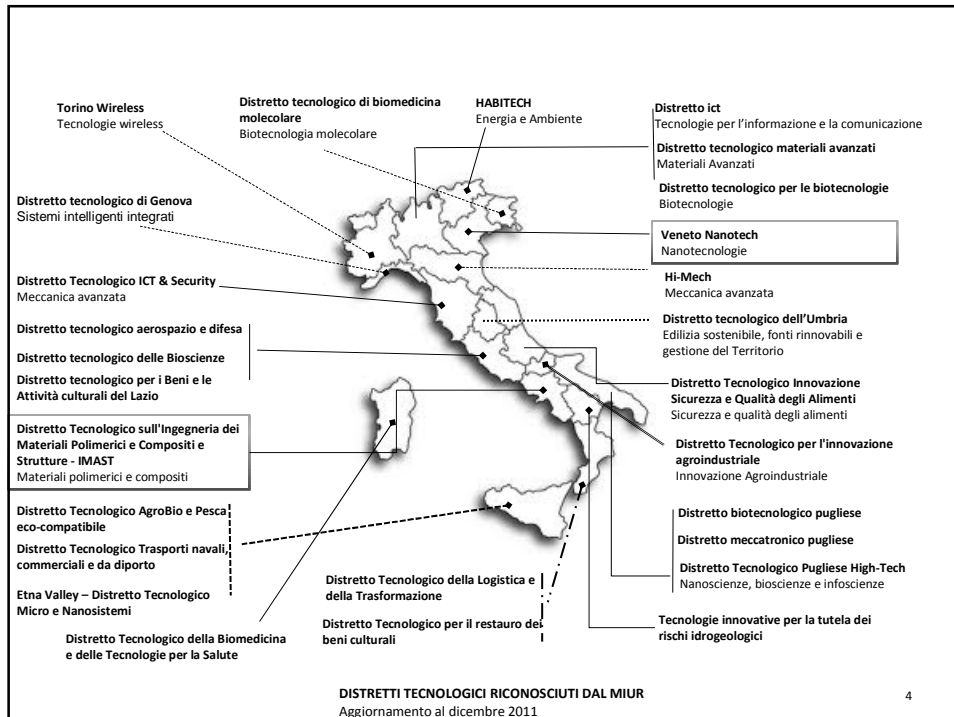 Torino Wireless
Tecnologie wireless
Distretto tecnologico di biomedicina
molecolare
Biotecnologia molecolare
HABITECH
Energia e Ambiente
Distretto ict
Tecnologie per l'informazione e la comunicazione
Distretto tecnologico materiali avanzati
Materiali Avanzati
Distretto tecnologico per le biotecnologie
Biotecnologie
Distretto tecnologico di Genova
Sistemi intelligenti integrati
Veneto Nanotech
Nanotecnologie
Distretto Tecnologico ICT & Security
Meccanica avanzata
Hi-Mech
Meccanica avanzata
Distretto tecnologico aerospazio e difesa
Distretto tecnologico delle Bioscienze
Distretto tecnologico per i Beni e le
Attività culturali del Lazio
Distretto tecnologico dell'Umbria
Edilizia sostenibile, fonti rinnovabili e
gestione del Territorio
Distretto Tecnologico Innovazione
Sicurezza e Qualità degli Alimenti
Sicurezza e qualità degli alimenti
Distretto Tecnologico sull'Ingegneria dei
Materiali Polimerici e Compositi e
Strutture - IMAST
Materiali polimerici e compositi
Distretto Tecnologico per l'innovazione
agroindustriale
Innovazione Agroindustriale
Distretto Tecnologico AgroBio e Pesca
eco-compatibile
Distretto Tecnologico Trasporti navali,
commerciali e da diporto
Etna Valley – Distretto Tecnologico
Micro e Nanosistemi
Distretto biotecnologico pugliese
Distretto meccatronico pugliese
Distretto Tecnologico Pugliese High-Tech
Nanoscienze, bioscienze e infoscienze
Distretto Tecnologico della Logistica e
della Trasformazione
Distretto Tecnologico per il restauro dei
beni culturali
Tecnologie innovative per la tutela dei
rischi idrogeologici
Distretto Tecnologico della Biomedicina
e delle Tecnologie per la Salute
DISTRETTI TECNOLOGICI RICONOSCIUTI DAL MIUR
Aggiornamento al dicembre 2011
4